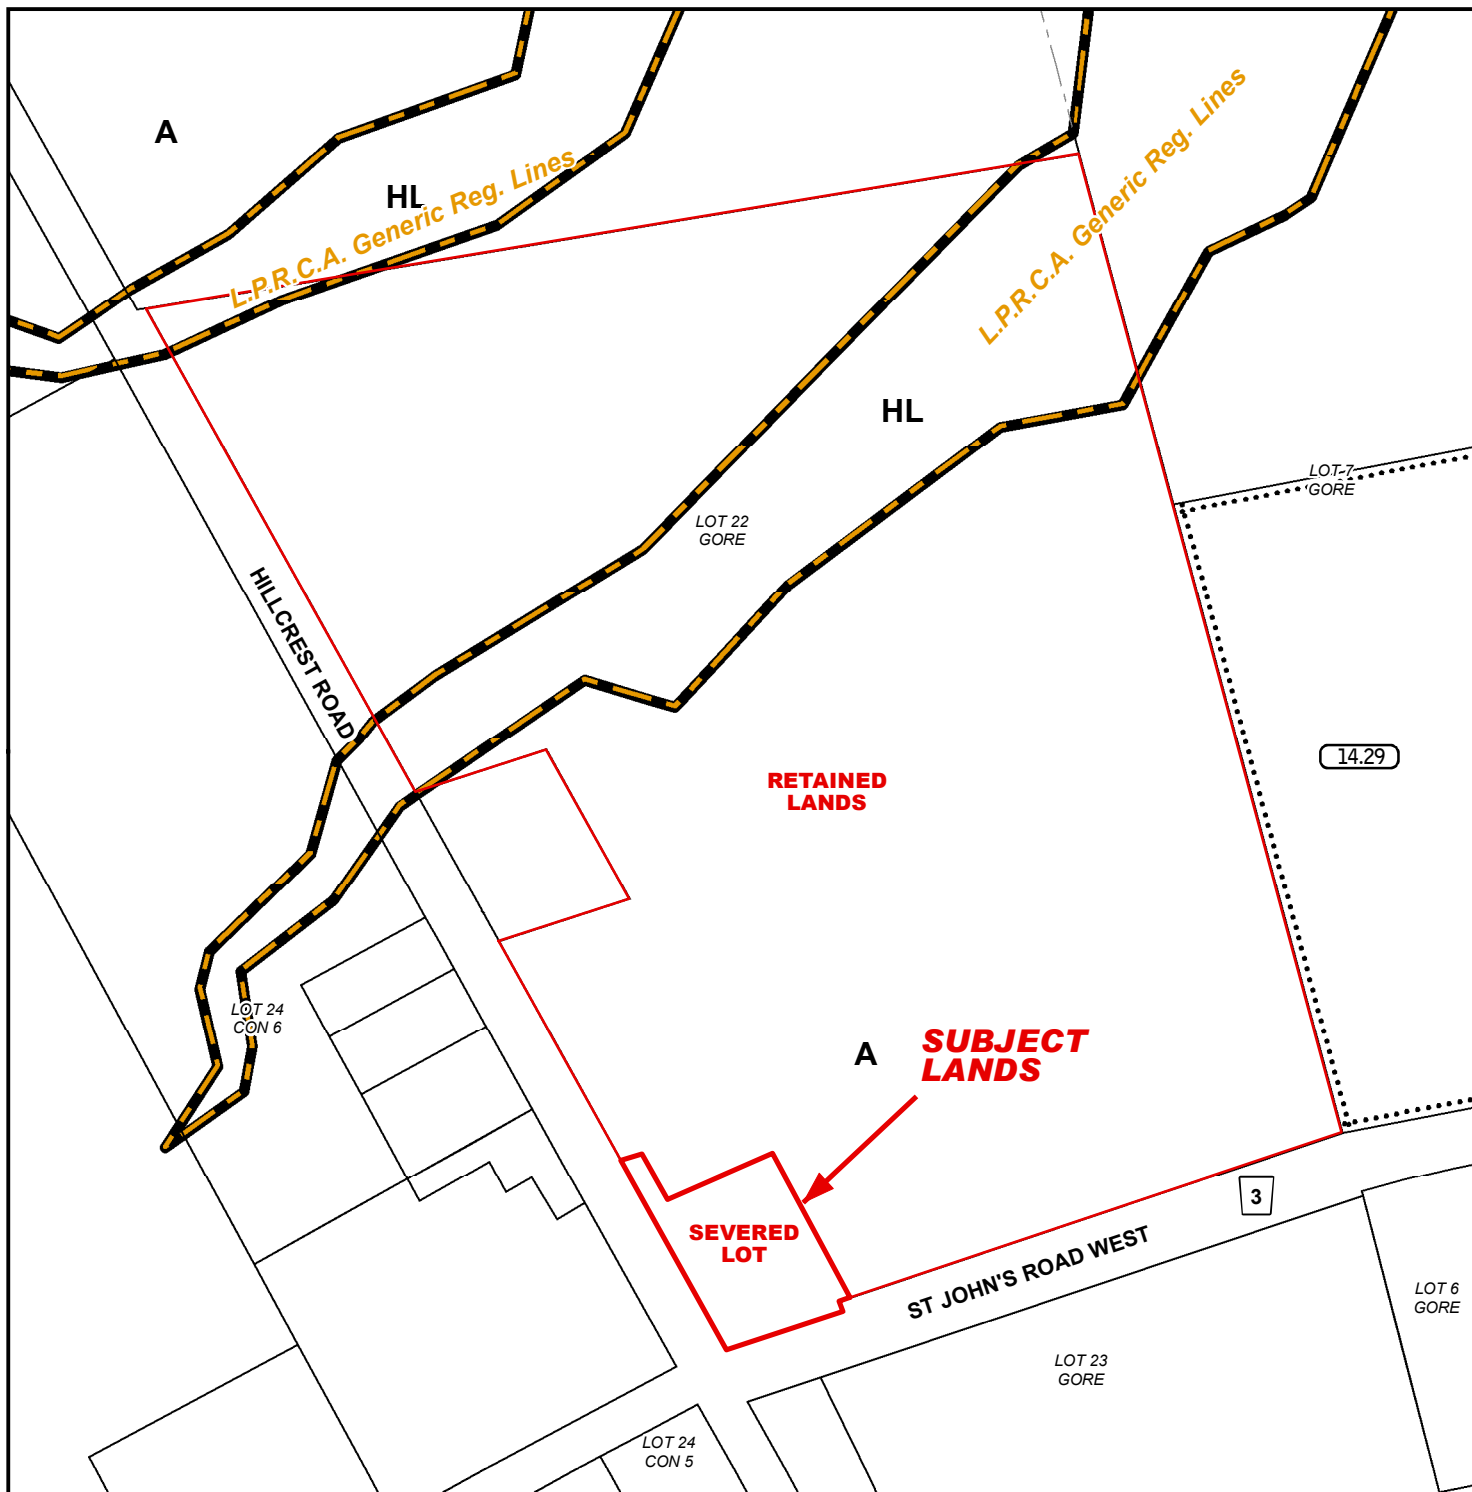 A
HL
L.P.R.C.A. Generic Reg. Lines
L.P.R.C.A. Generic Reg. Lines
HL
LOT 7
GORE
LOT 22
GORE
HILLCREST ROAD
14.29
RETAINED
LANDS
LOT 24
CON 6
A
SUBJECT
LANDS
3
SEVERED
LOT
ST JOHN'S ROAD WEST
LOT 6
GORE
LOT 23
GORE
LOT 24
CON 5